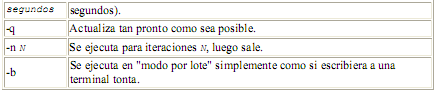 segundos segundos).
-q Actualiza tan pronto como sea posible.
-n N Se ejecuta para iteraciones N, luego sale.
-b Se ejecuta en "modo por lote" simplemente como si escribiera a una
terminal tonta.